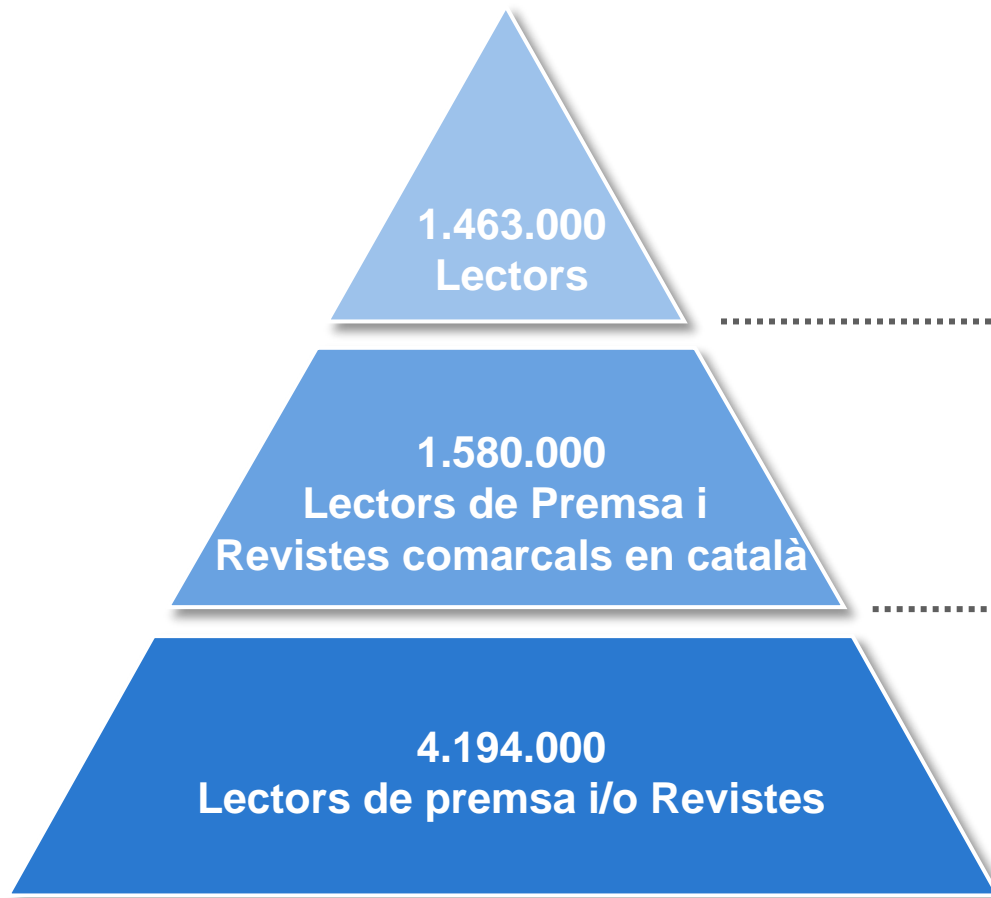 1.463.000
Lectors
1.580.000
Lectors de Premsa i
Revistes comarcals en català
4.194.000
Lectors de premsa i/o Revistes